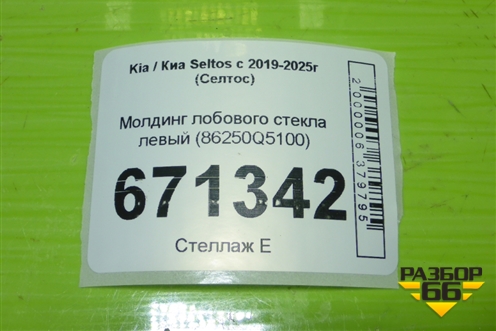 Kia / Киа Seltos с 2019-2025г
(Селтос)
Молдинг лобового стекла
левый (86250Q5100)
671342
Стеллаж Е
2000006379795
РАЗБОР
66